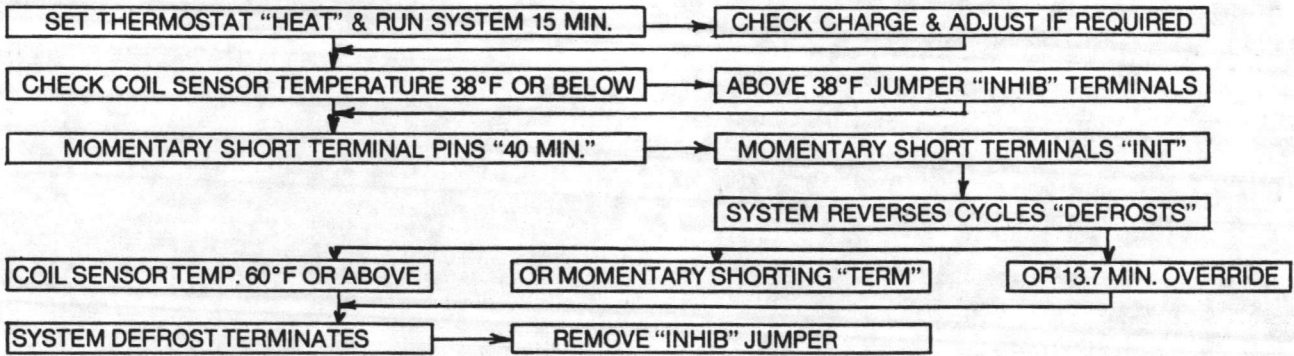 SET THERMOSTAT “HEAT” & RUN SYSTEM 15 MIN.
CHECK CHARGE & ADJUST IF REQUIRED
CHECK COIL SENSOR TEMPERATURE 38°F OR BELOW
ABOVE 38°F JUMPER “INHIB” TERMINALS
MOMENTARY SHORT TERMINAL PINS “40 MIN.”
MOMENTARY SHORT TERMINALS “INIT”
SYSTEM REVERSES CYCLES “DEFROSTS”
COIL SENSOR TEMP. 60°F OR ABOVE
OR MOMENTARY SHORTING “TERM”
OR 13.7 MIN. OVERRIDE
SYSTEM DEFROST TERMINATES
REMOVE “INHIB” JUMPER